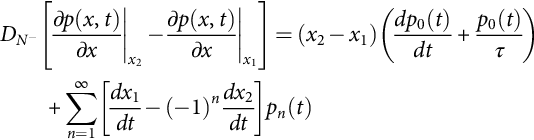 D_{N^-} [ ∂p(x, t)/∂x |_{x_2} − ∂p(x, t)/∂x |_{x_1} ] = (x_2 − x_1) ( dp_0(t)/dt + p_0(t)/τ )
+ ∑_{n=1}^{∞} [ dx_1/dt − (−1)^n dx_2/dt ] p_n(t)